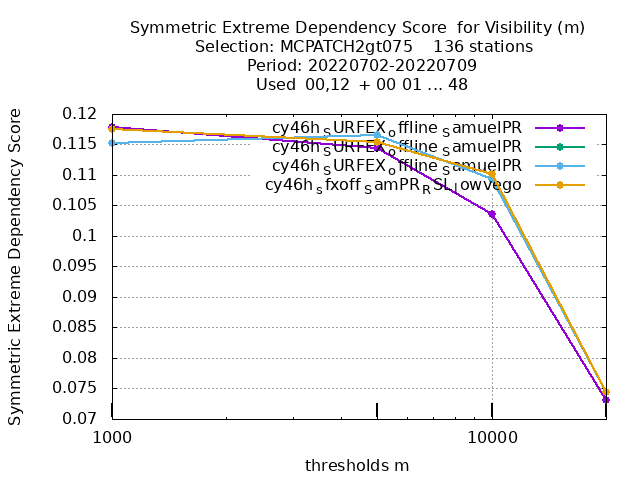 Symmetric Extreme Dependency Score for Visibility (m)
Selection: MCPATCH2gt075 136 stations
Period: 20220702-20220709
Used 00,12 + 00 01 ... 48
Symmetric Extreme Dependency Score
0.12
0.115
0.11
0.105
0.1
0.095
0.09
0.085
0.08
0.075
0.07
cy46h_SURFEX_offline_SamuelPR
cy46h_SURFEX_offline_SamuelPR
cy46h_SURFEX_offline_SamuelPR
cy46h_sfxoff_SamPR_RSL_lowvego
1000
10000
thresholds m